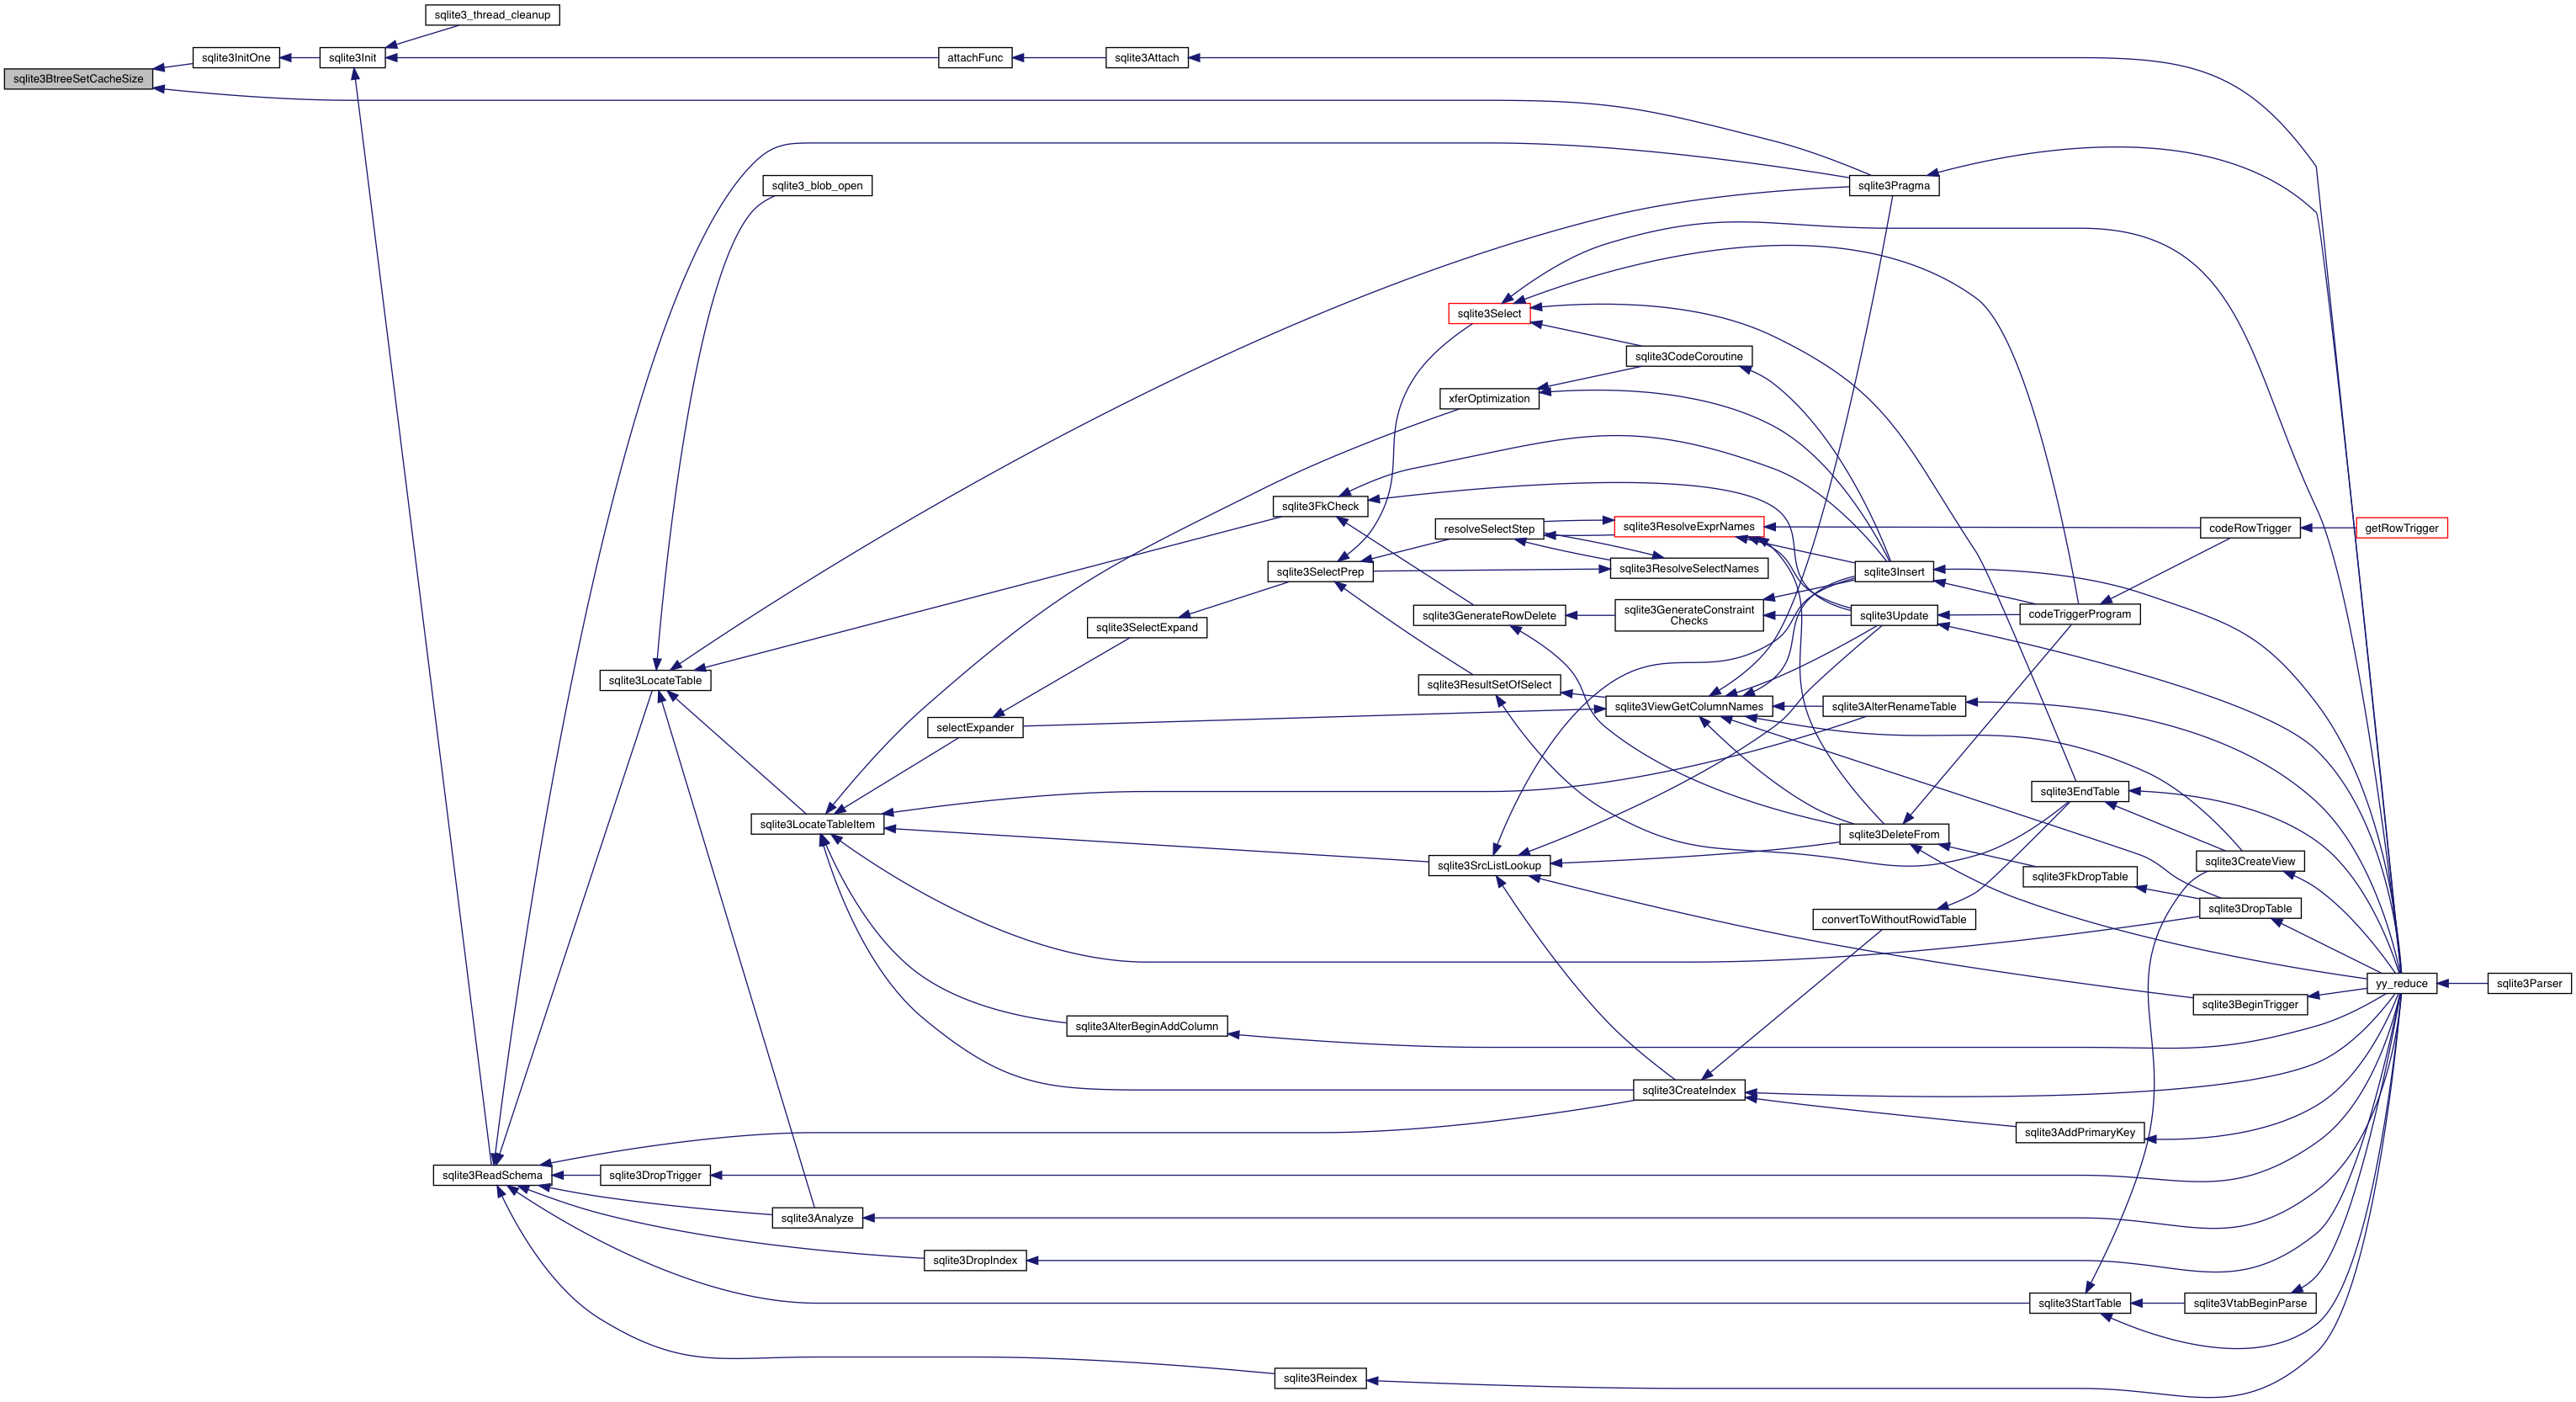 sqlite3_thread_cleanup
sqlite3InitOne
sqlite3Init
attachFunc
sqlite3Attach
sqlite3BtreeSetCacheSize
sqlite3_blob_open
sqlite3Pragma
sqlite3Select
sqlite3CodeCoroutine
xferOptimization
sqlite3FkCheck
resolveSelectStep
sqlite3ResolveExprNames
codeRowTrigger
getRowTrigger
sqlite3SelectPrep
sqlite3ResolveSelectNames
sqlite3Insert
sqlite3GenerateRowDelete
sqlite3GenerateConstraint
Checks
sqlite3Update
codeTriggerProgram
sqlite3SelectExpand
sqlite3LocateTable
sqlite3ResultSetOfSelect
sqlite3ViewGetColumnNames
sqlite3AlterRenameTable
selectExpander
sqlite3EndTable
sqlite3LocateTableItem
sqlite3DeleteFrom
sqlite3SrcListLookup
sqlite3CreateView
sqlite3FkDropTable
sqlite3DropTable
convertToWithoutRowidTable
yy_reduce
sqlite3Parser
sqlite3BeginTrigger
sqlite3AlterBeginAddColumn
sqlite3CreateIndex
sqlite3AddPrimaryKey
sqlite3ReadSchema
sqlite3DropTrigger
sqlite3Analyze
sqlite3DropIndex
sqlite3StartTable
sqlite3VtabBeginParse
sqlite3Reindex